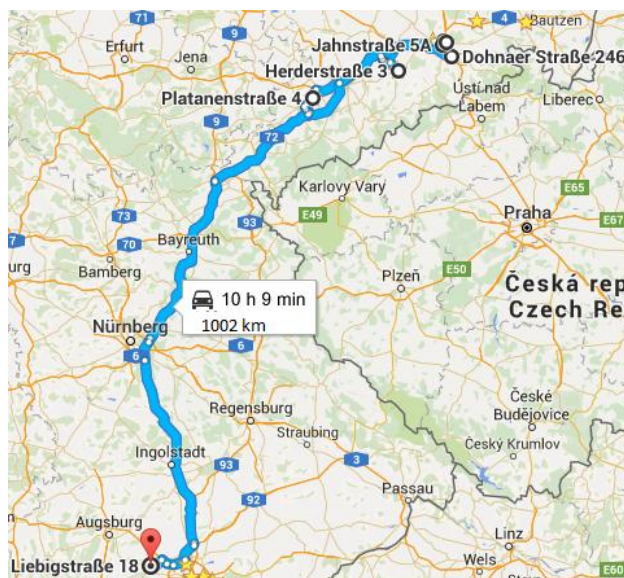 71
4
Bautzen
Erfurt
Jena
9
Jahnstraße 5A
Dohnaer Straße 246
Herderstraße 3
Platanenstraße 4
Ústí nad
Labem
Liberec
9
72
Karlovy Vary
E65
73
93
E49
Praha
E67
7
70
Bayreuth
Bamberg
Plzeň
E50
Česká rep
Czech Re
10 h 9 min
1002 km
Nürnberg
6
6
České
Budějovice
Regensburg
Straubing
Český Krumlov
Ingolstadt
93
3
92
Passau
Augsburg
Linz
Liebigstraße 18
Wels
E60